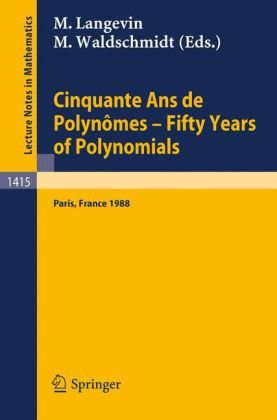 M. Langevin
M. Waldschmidt (Eds.)
Lecture Notes in Mathematics
1415
Cinquante Ans de
Polynômes – Fifty Years
of Polynomials
Paris, France 1988
Springer